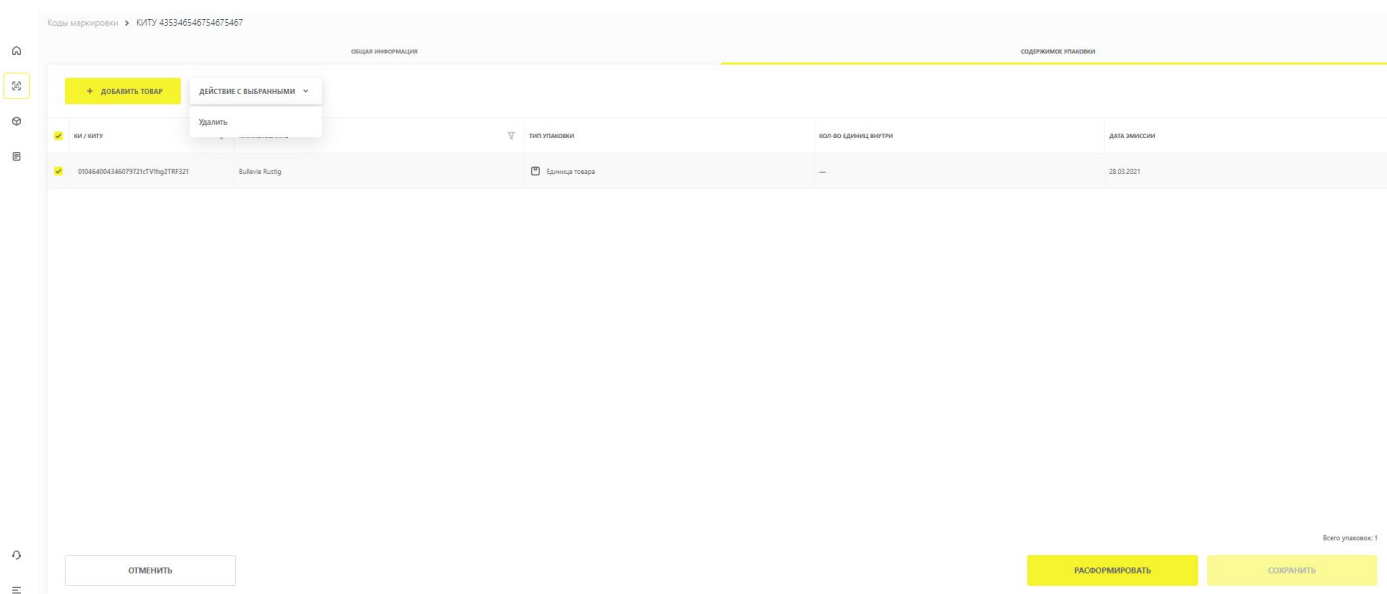 Коды маркировки > КИТУ 435346546754675467
ОБЩАЯ ИНФОРМАЦИЯ
СОДЕРЖИМОЕ УПАКОВКИ
+ ДОБАВИТЬ ТОВАР
ДЕЙСТВИЕ С ВЫБРАННЫМИ
Удалить
КИ / КИТУ
ТИП УПАКОВКИ
КОЛ-ВО ЕДИНИЦ ВНУТРИ
ДАТА ЭМИССИИ
010464004346079721cTV1hg2TRF321
Bullevie Rustig
Единица товара
—
28.03.2021
Всего упаковок: 1
ОТМЕНИТЬ
РАСФОРМИРОВАТЬ
СОХРАНИТЬ